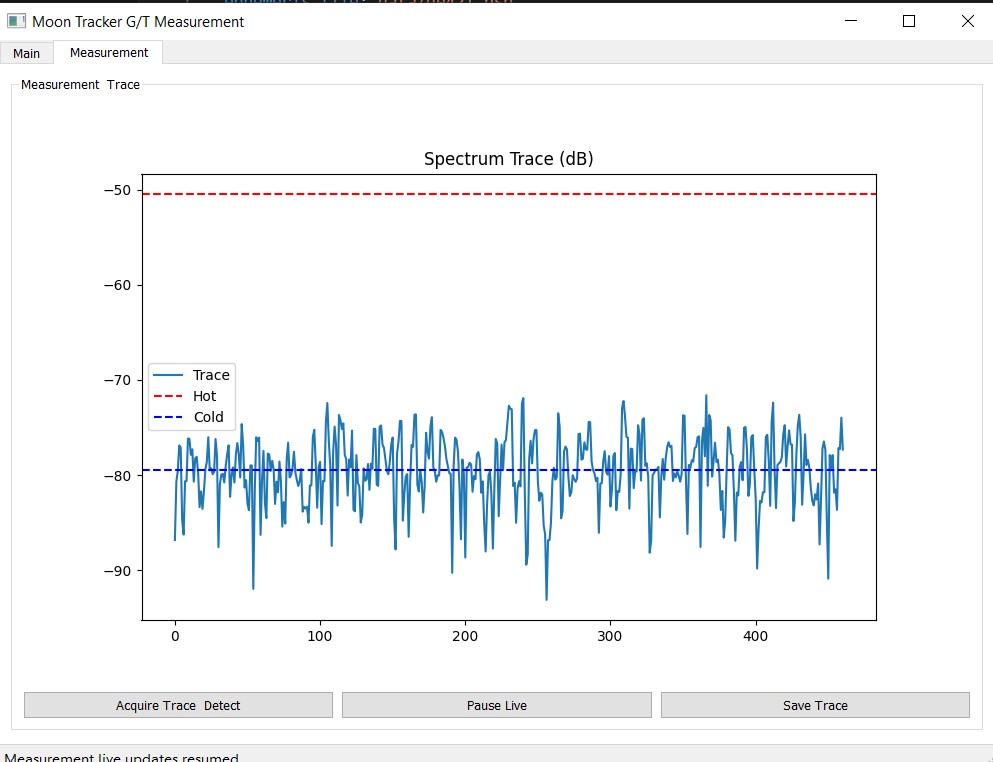 Moon Tracker G/T Measurement
Main
Measurement
Measurement Trace
Spectrum Trace (dB)
−50
−60
−70
−80
−90
Trace
Hot
Cold
0
100
200
300
400
Acquire Trace Detect
Pause Live
Save Trace
Measurement live updates resumed